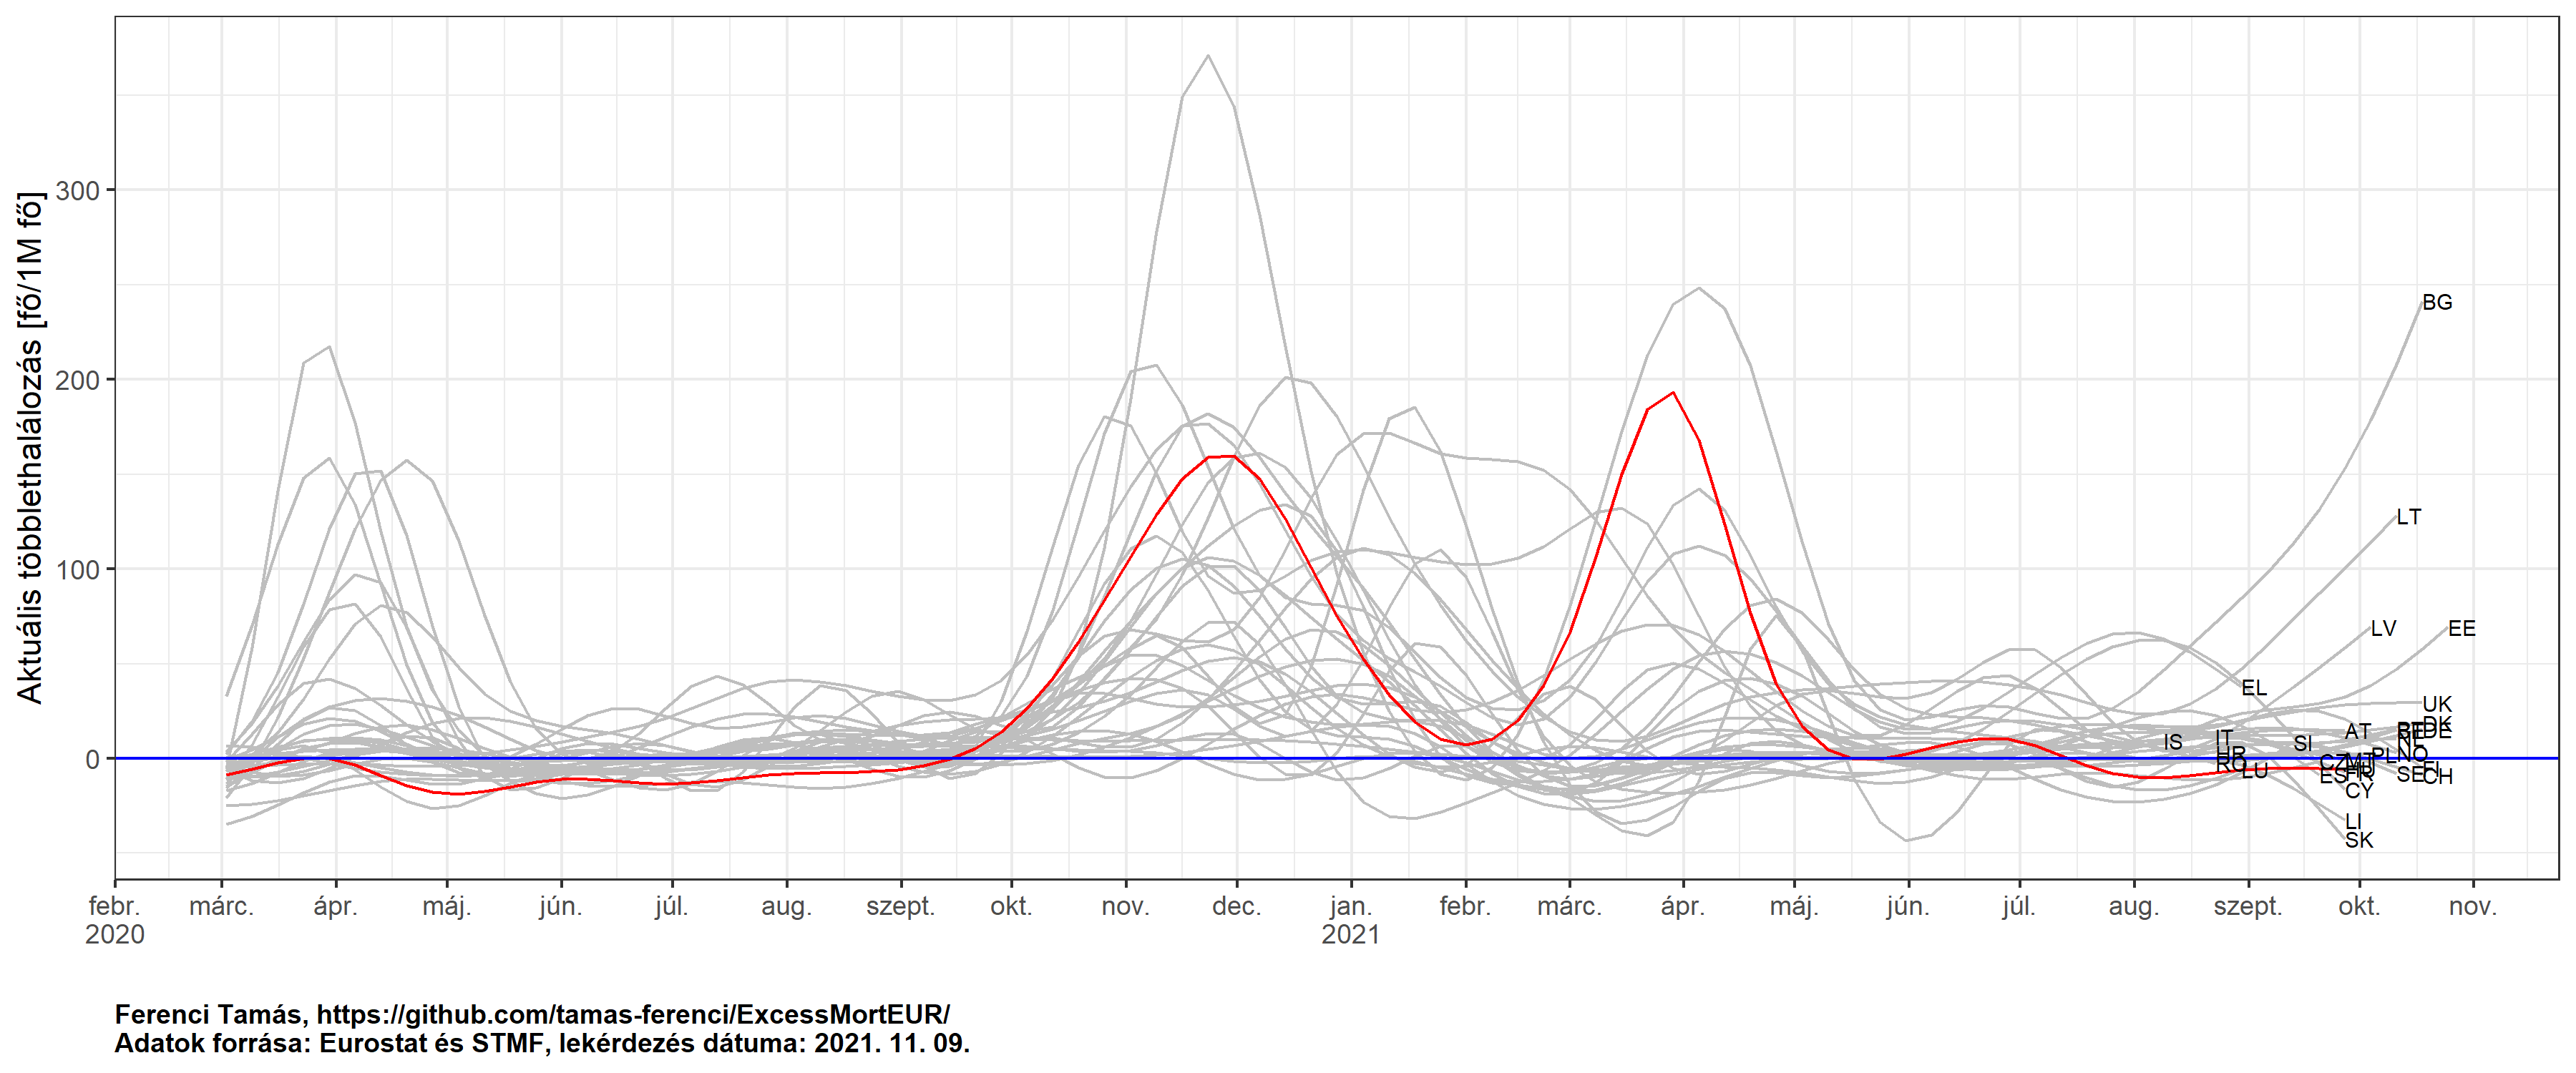 Aktuális többlethalálozás [fő/1M fő]
300
200
100
0
BG
LT
LV
EE
EL
UK
DK
IS
IT
HR
RO
LU
SI
AT
CZ
MT
ES
FR
CY
LI
SK
PL
BE
DE
NL
NO
SE
FI
CH
febr. márc. ápr. máj. jún. júl. aug. szept. okt. nov. dec. jan. febr. márc. ápr. máj. jún. júl. aug. szept. okt. nov.
2020 2021
Ferenci Tamás, https://github.com/tamas-ferenci/ExcessMortEUR/
Adatok forrása: Eurostat és STMF, lekérdezés dátuma: 2021. 11. 09.